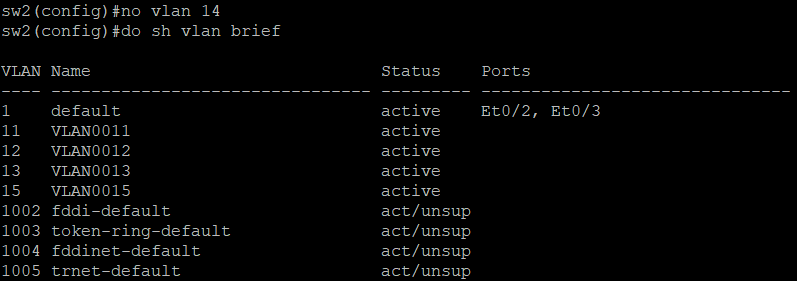 sw2(config)#no vlan 14
sw2(config)#do sh vlan brief
VLAN Name                             Status    Ports
---- -------------------------------- --------- -------------------------------
1    default                          active    Et0/2, Et0/3
11   VLAN0011                         active
12   VLAN0012                         active
13   VLAN0013                         active
15   VLAN0015                         active
1002 fddi-default                     act/unsup
1003 token-ring-default               act/unsup
1004 fddinet-default                  act/unsup
1005 trnet-default                    act/unsup